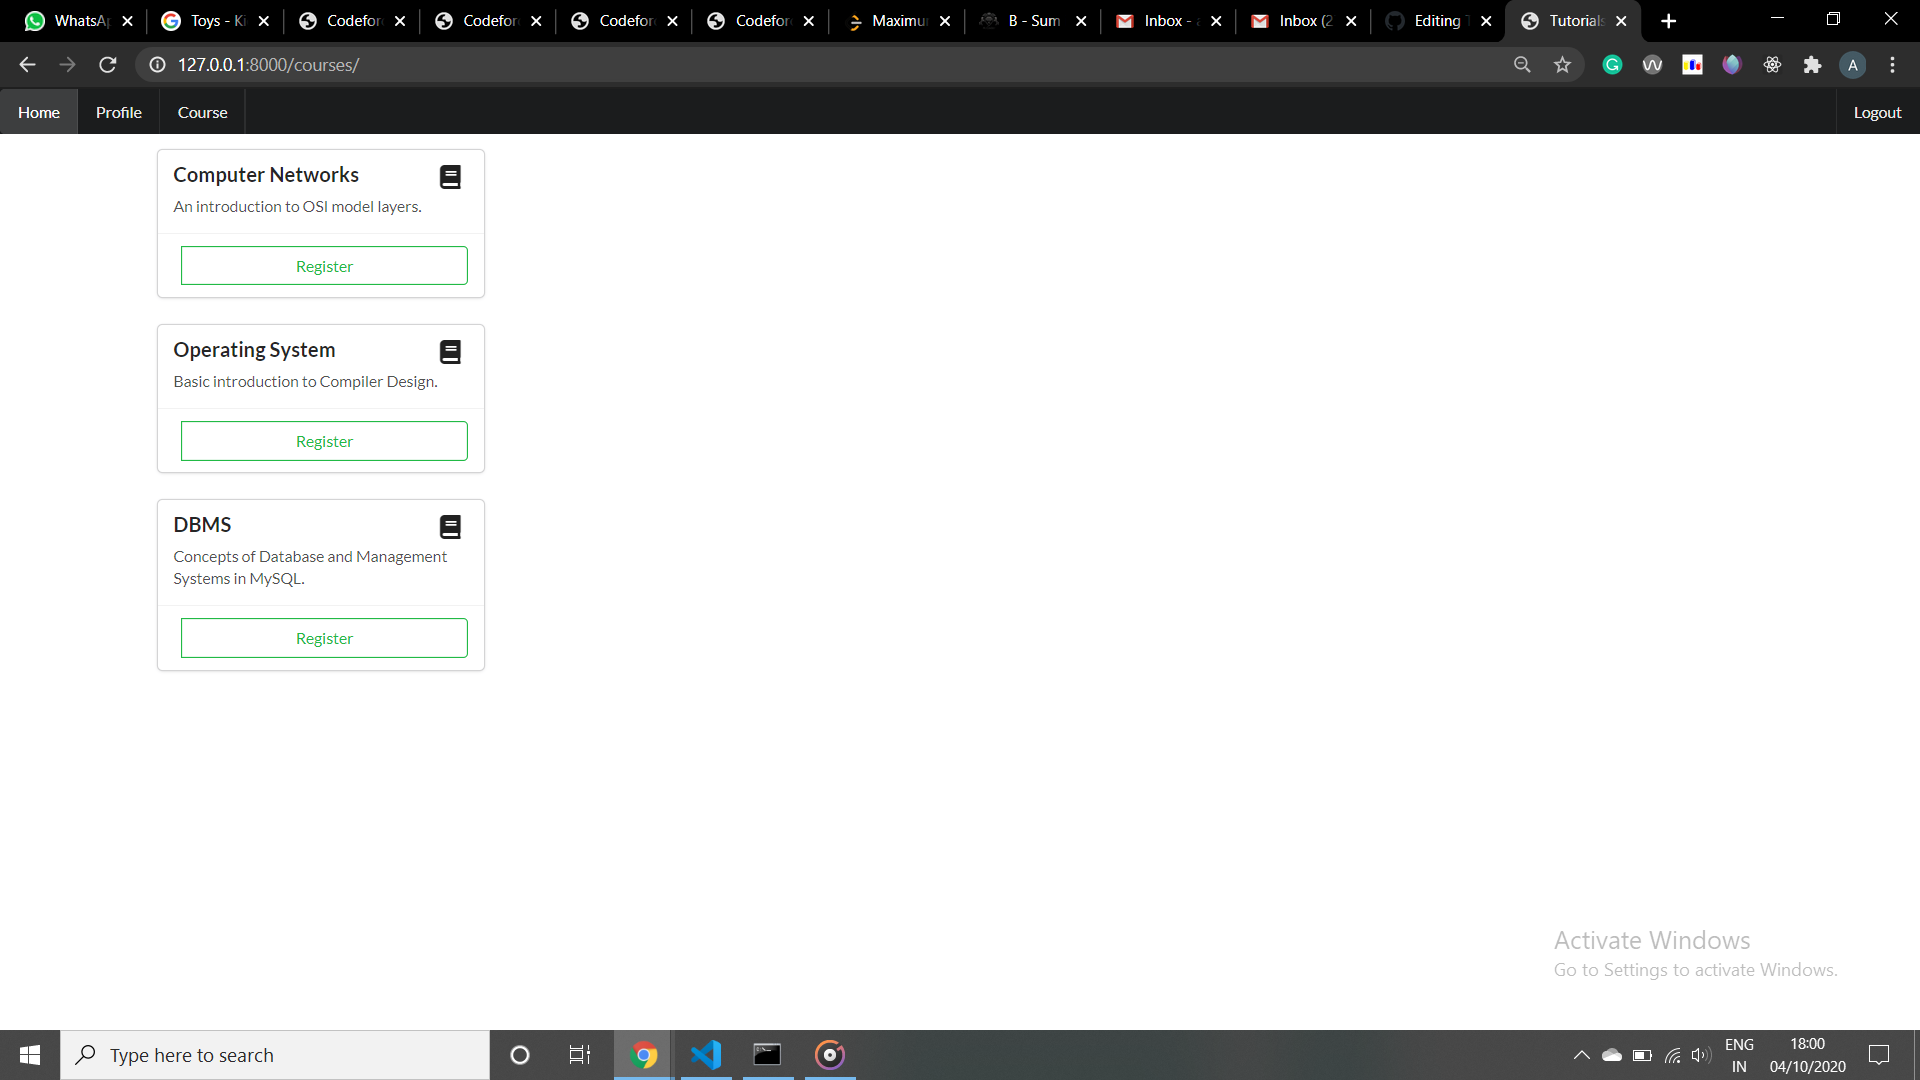 WhatsAp
Toys - Ki
Codefor
Codefor
Codefor
Codefor
Maximu
B - Sum
Inbox -
Inbox (2
Editing
Tutorials
127.0.0.1:8000/courses/
A
Home
Profile
Course
Logout
Computer Networks
An introduction to OSI model layers.
Register
Operating System
Basic introduction to Compiler Design.
Register
DBMS
Concepts of Database and Management
Systems in MySQL.
Register
Activate Windows
Go to Settings to activate Windows.
Type here to search
ENG
IN
18:00
04/10/2020